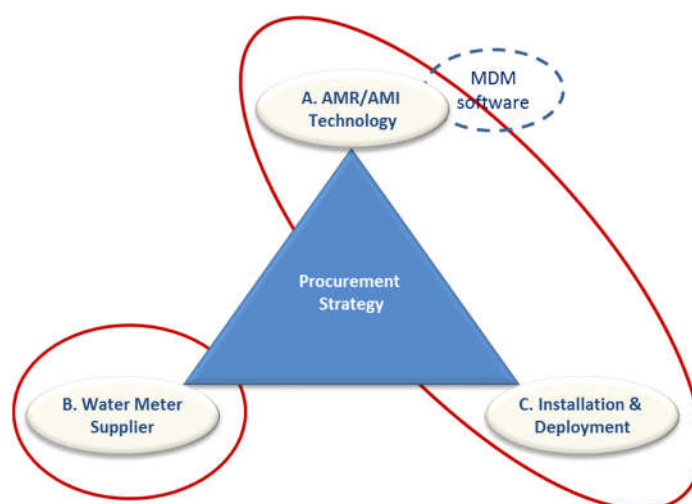 MDM
software
A. AMR/AMI
Technology
Procurement
Strategy
B. Water Meter
Supplier
C. Installation &
Deployment